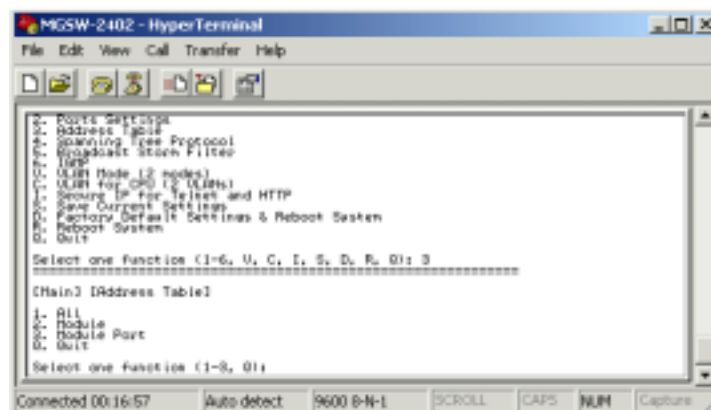 MGSW-2402 - HyperTerminal
File Edit View Call Transfer Help
2. Ports Settings
3. Address Table
4. Spanning Tree Protocol
5. Broadcast Storm Filter
6. IGMP
V. VLAN Mode (2 modes)
C. VLAN for CPU (2 VLANs)
I. Secure IP for Telnet and HTTP
S. Save Current Settings
D. Factory Default Settings & Reboot System
R. Reboot System
Q. Quit
Select one function (1-6, V, C, I, S, D, R, Q): 3
================================================================
[Main] [Address Table]
1. All
2. Module
3. Module Port
Q. Quit
Select one function (1-3, Q):
Connected 00:16:57 Auto detect 9600 8-N-1 SCROLL CAPS NUM Capture